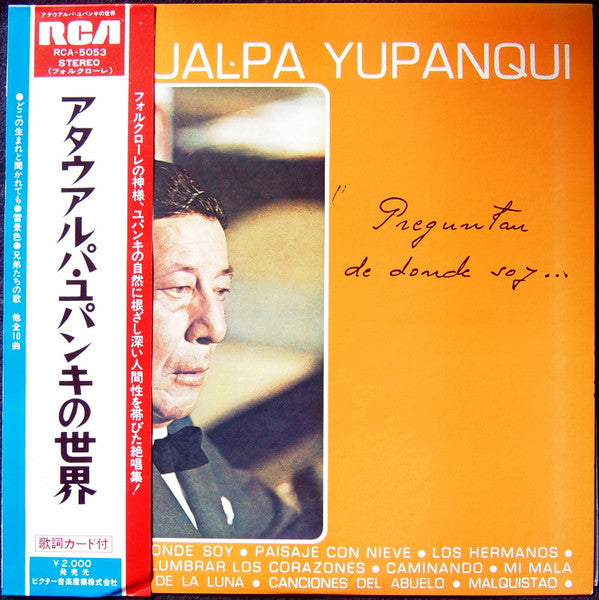 アタウアルパ・ユパンキの世界
RCA
RCA-5053
STEREO
(フォルクローレ)
アタウアルパ・ユパンキの世界
フォルクローレの神様、ユパンキの自然に根ざし深い人間性を帯びた絶唱集!
●どこの生まれと聞かれても●雪景色●兄弟たちの歌 他全10曲
歌詞カード付
¥2,000
発売元
ビクター音楽産業株式会社
UALPA YUPANQUI
"Preguntan
de donde soy...
ONDE SOY • PAISAJE CON NIEVE • LOS HERMANOS •
LUMBRAR LOS CORAZONES • CAMINANDO • MI MALA
DE LA LUNA • CANCIONES DEL ABUELO • MALQUISTAO •